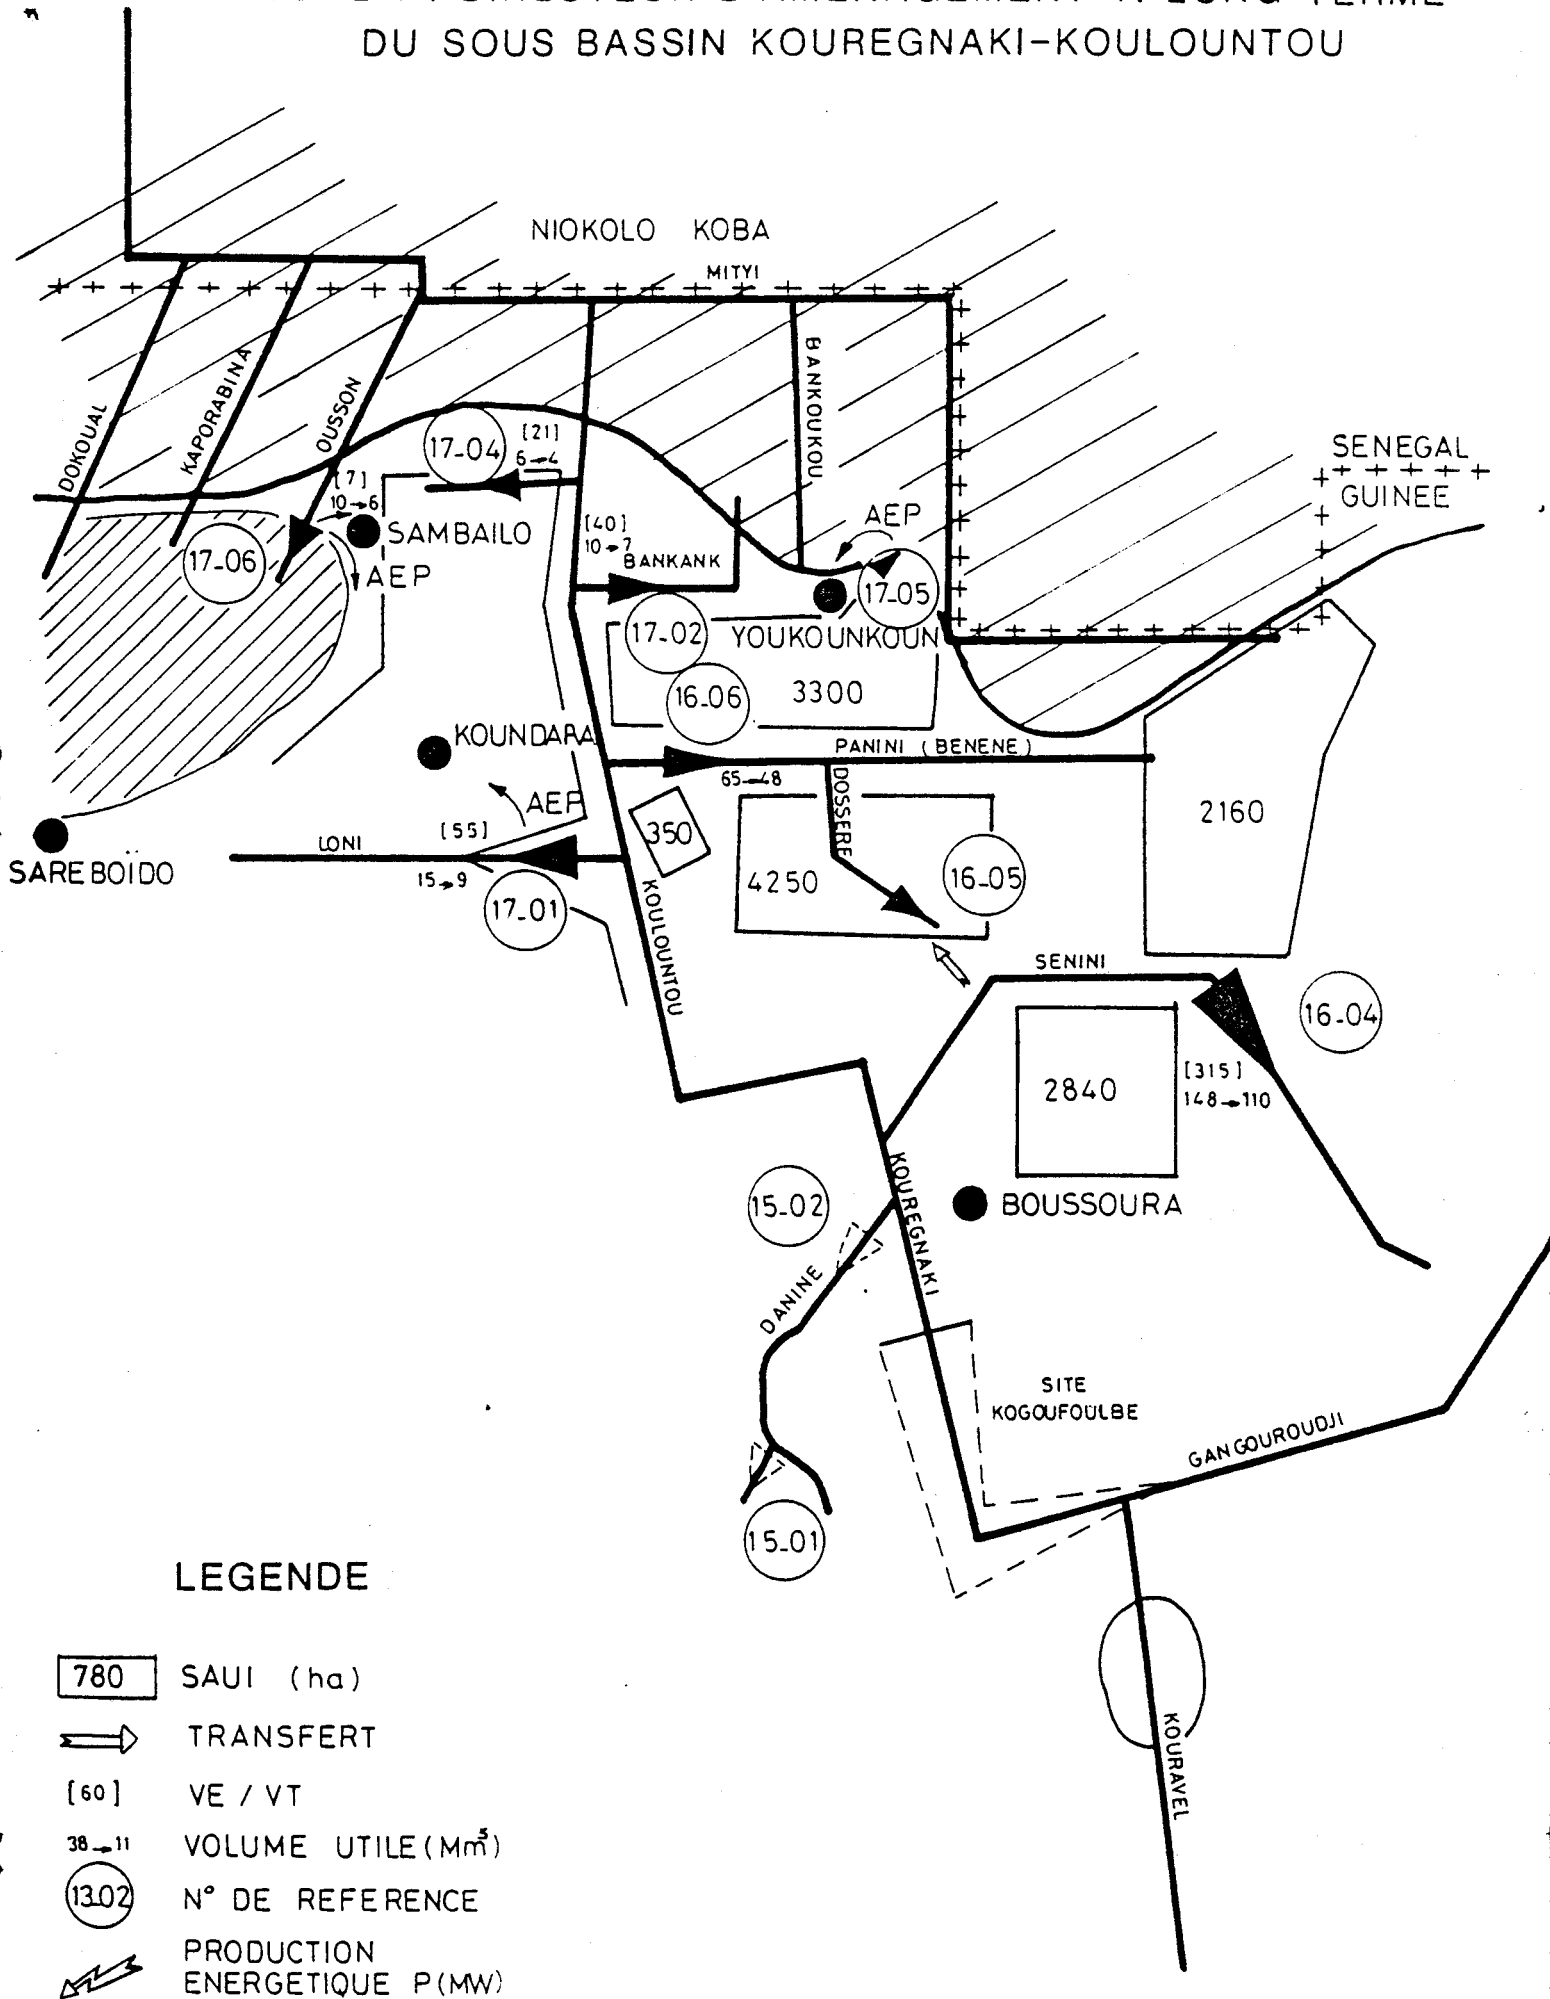 DU SOUS BASSIN KOUREGNAKI-KOULOUNTOU
NIOKOLO KOBA
MITYI
DOKOUAL
KAPORABINA
OUSSON
BANKOUKOU
SENEGAL
GUINEE
17-04
[21]
6→4
[7]
10→6
SAMBAILO
AEP
17-06
AEP
[40]
10→7
BANKANK
17-05
17-02
YOUKOUNKOUN
16-06
3300
KOUNDARA
PANINI (BENENE)
65→48
DOSSERE
2160
AEP
350
LONI
[55]
15→9
17-01
4250
16-05
SAREBOÏDO
KOULOUNTOU
SENINI
16-04
2840
[315]
148→110
15-02
KOUREGNAKI
BOUSSOURA
DANINE
SITE
KOGOUFOULBE
GANGOUROUDJI
15-01
KOURAVEL
LEGENDE
780 SAUI (ha)
TRANSFERT
[60] VE / VT
38→11 VOLUME UTILE (Mm³)
13.02 N° DE REFERENCE
PRODUCTION
ENERGETIQUE P(MW)